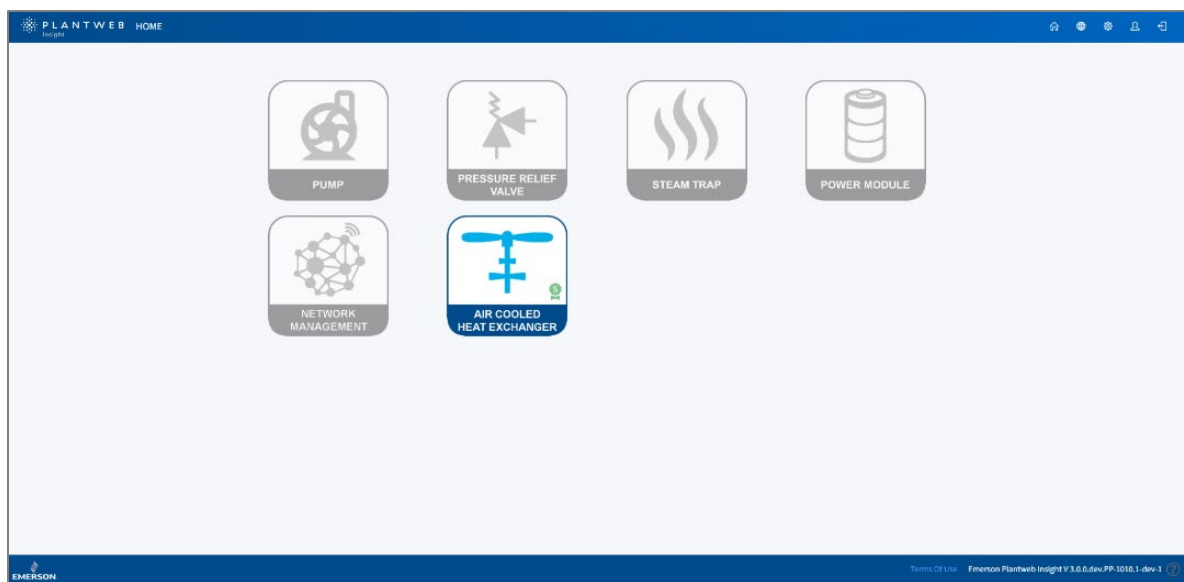 PLANTWEB HOME
Insight
PUMP
PRESSURE RELIEF
VALVE
STEAM TRAP
POWER MODULE
NETWORK
MANAGEMENT
AIR COOLED
HEAT EXCHANGER
EMERSON
Terms Of Use Emerson Plantweb Insight V 3.0.0.dev.PP-1010.1-dev-1 ?